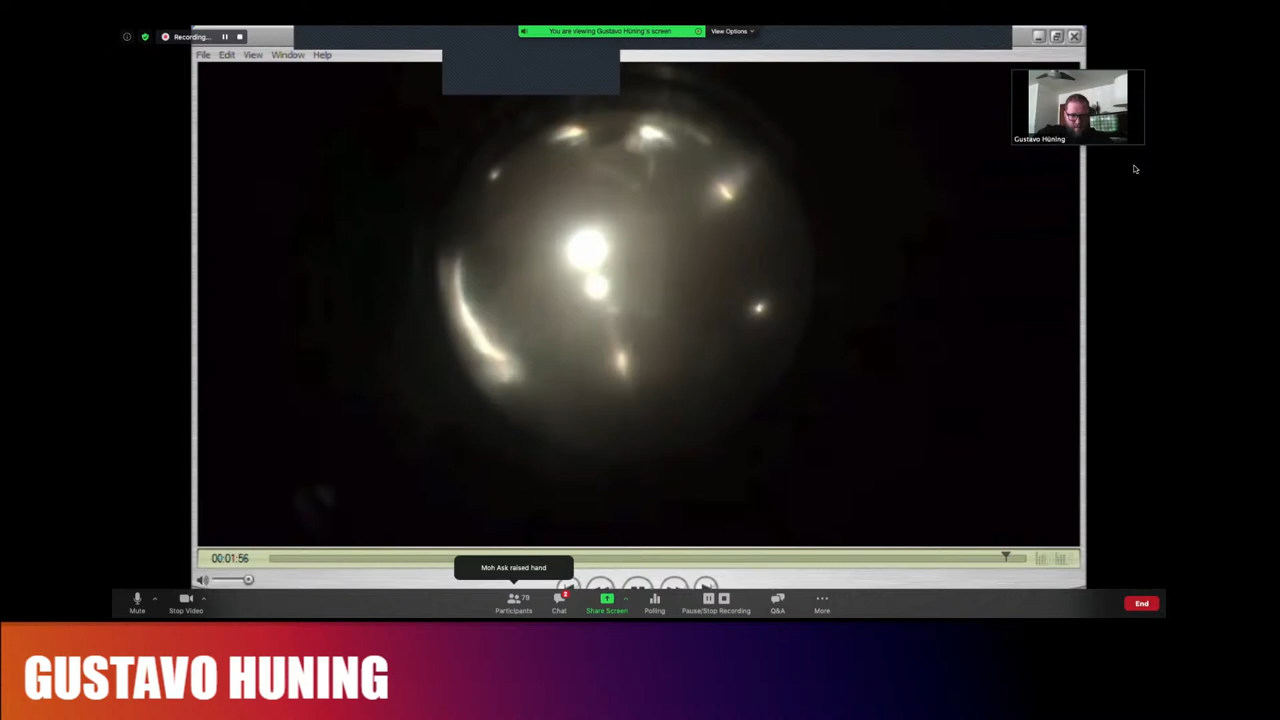 Recording...
You are viewing Gustavo Hüning's screen
View Options
File Edit View Window Help
Gustavo Hüning
00:01:56
Moh Ask raised hand
79
2
Mute
Stop Video
Participants
Chat
Share Screen
Polling
Pause/Stop Recording
Q&A
More
End
GUSTAVO HUNING